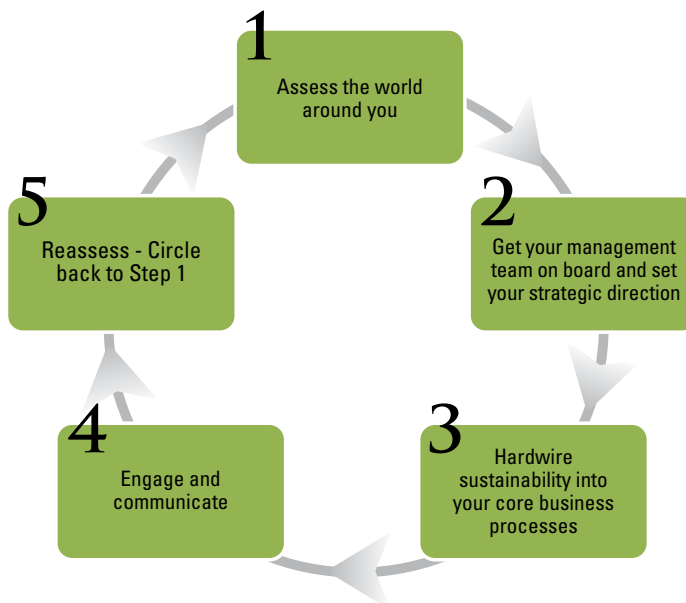 1
Assess the world
around you
2
Get your management
team on board and set
your strategic direction
3
Hardwire
sustainability into
your core business
processes
4
Engage and
communicate
5
Reassess - Circle
back to Step 1